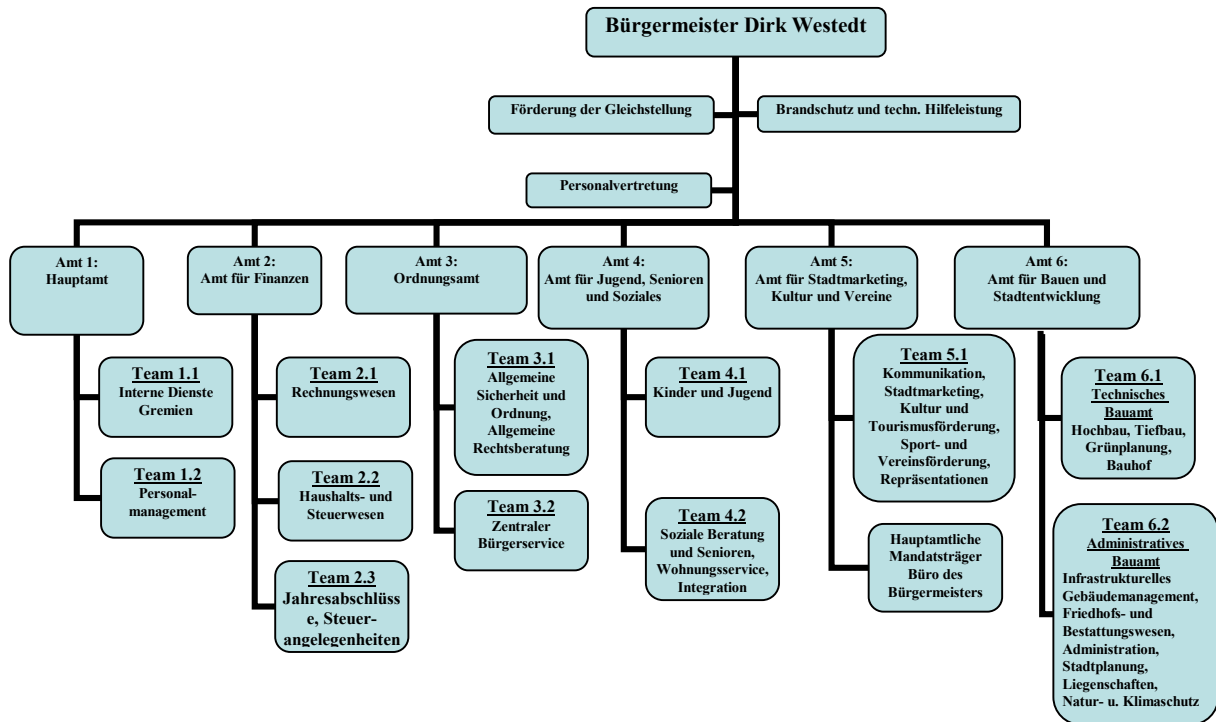 Bürgermeister Dirk Westedt
Förderung der Gleichstellung
Brandschutz und techn. Hilfeleistung
Personalvertretung
Amt 1:
Hauptamt
Amt 2:
Amt für Finanzen
Amt 3:
Ordnungsamt
Amt 4:
Amt für Jugend, Senioren
und Soziales
Amt 5:
Amt für Stadtmarketing,
Kultur und Vereine
Amt 6:
Amt für Bauen und
Stadtentwicklung
Team 1.1
Interne Dienste
Gremien
Team 1.2
Personal-
management
Team 2.1
Rechnungswesen
Team 2.2
Haushalts- und
Steuerwesen
Team 2.3
Jahresabschlüss
e, Steuer-
angelegenheiten
Team 3.1
Allgemeine
Sicherheit und
Ordnung,
Allgemeine
Rechtsberatung
Team 3.2
Zentraler
Bürgerservice
Team 4.1
Kinder und Jugend
Team 4.2
Soziale Beratung
und Senioren,
Wohnungsservice,
Integration
Team 5.1
Kommunikation,
Stadtmarketing,
Kultur und
Tourismusförderung,
Sport- und
Vereinsförderung,
Repräsentationen
Hauptamtliche
Mandatsträger
Büro des
Bürgermeisters
Team 6.1
Technisches
Bauamt
Hochbau, Tiefbau,
Grünplanung,
Bauhof
Team 6.2
Administratives
Bauamt
Infrastrukturelles
Gebäudemanagement,
Friedhofs- und
Bestattungswesen,
Administration,
Stadtplanung,
Liegenschaften,
Natur- u. Klimaschutz